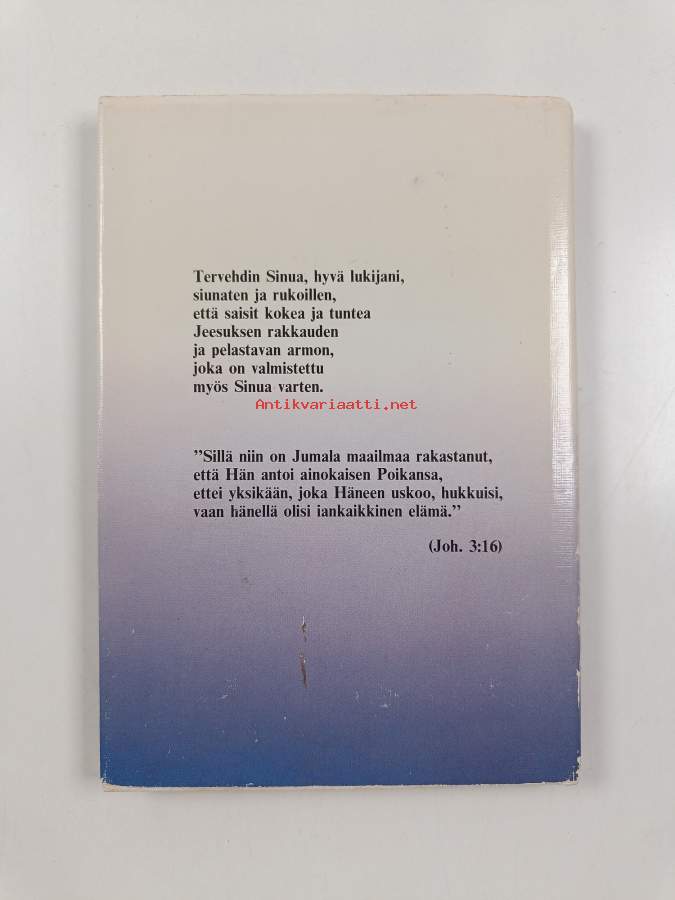 Tervehdin Sinua, hyvä lukijani,
siunaten ja rukoillen,
että saisit kokea ja tuntea
Jeesuksen rakkauden
ja pelastavan armon,
joka on valmistettu
myös Sinua varten.
Antikvariaatti.net
”Sillä niin on Jumala maailmaa rakastanut,
että Hän antoi ainokaisen Poikansa,
ettei yksikään, joka Häneen uskoo, hukkuisi,
vaan hänellä olisi iankaikkinen elämä.”
(Joh. 3:16)